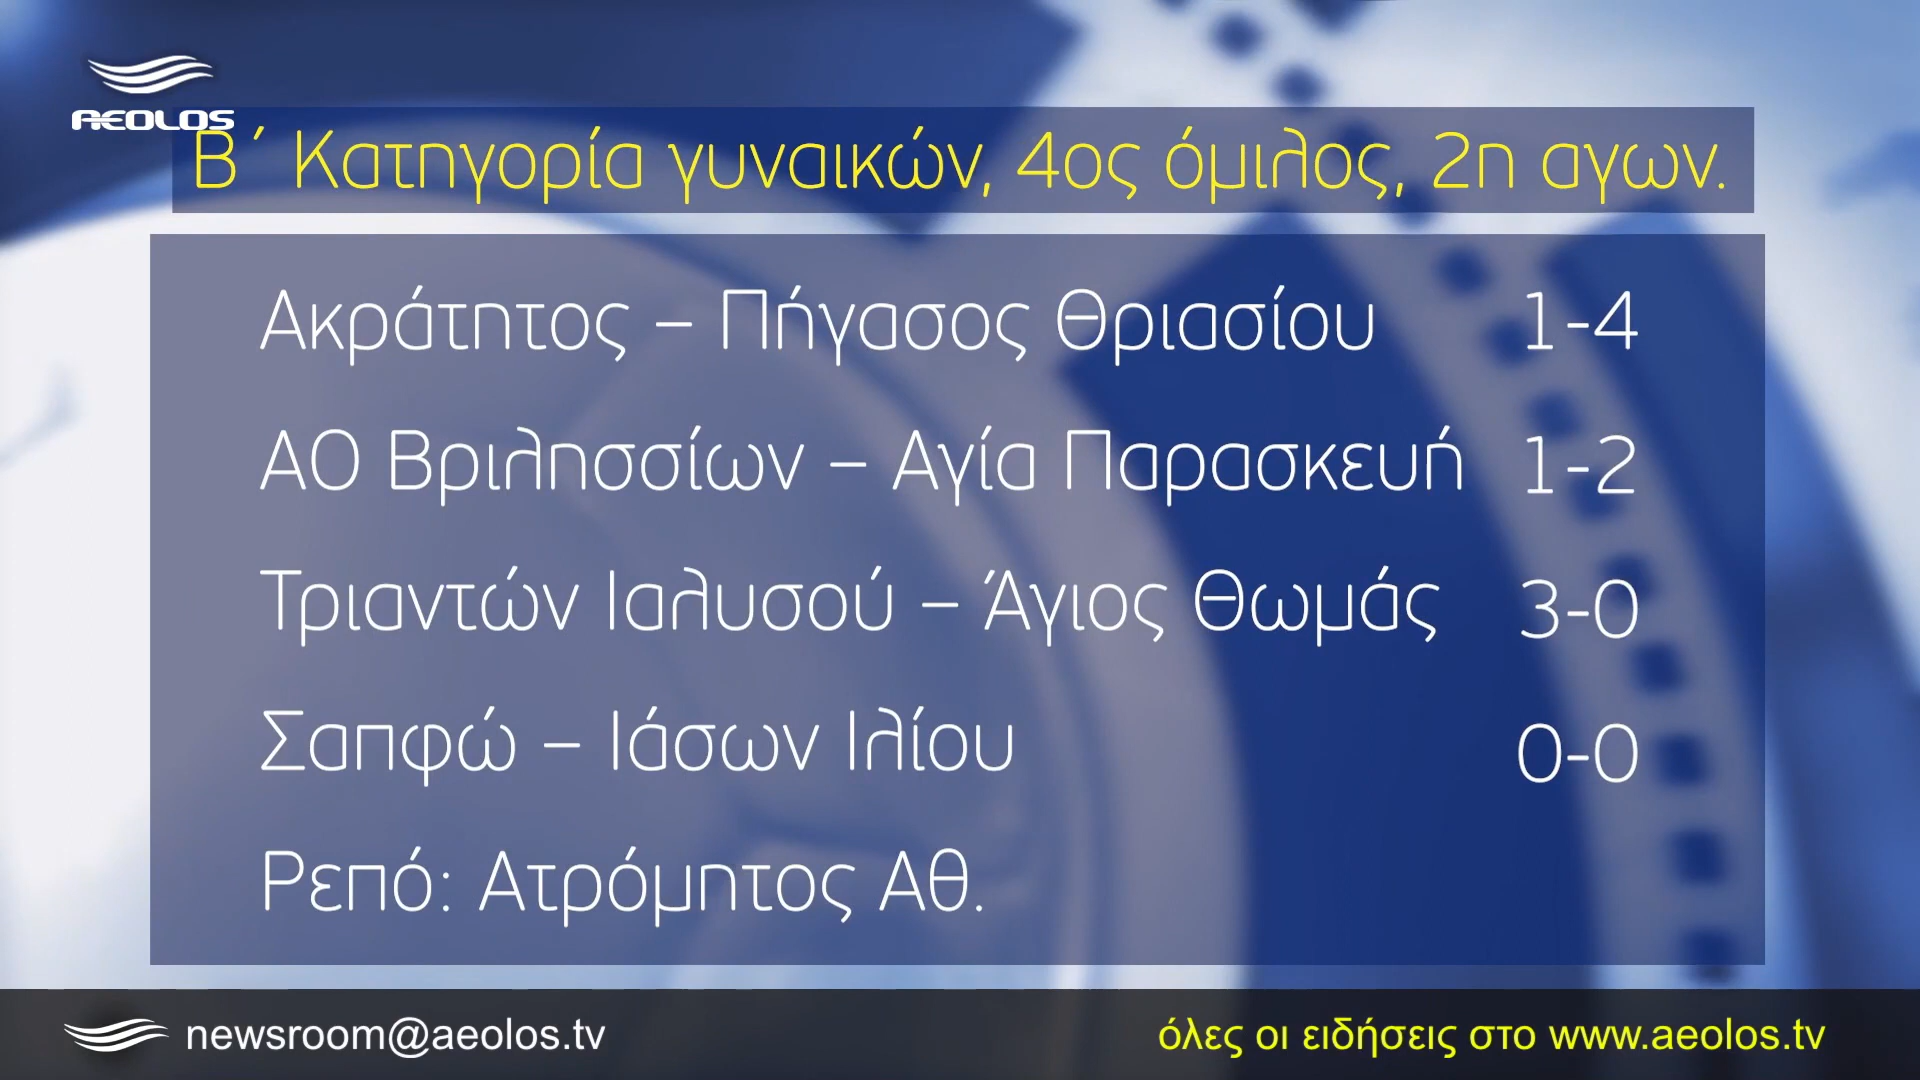 AEOLOS
Β΄ Κατηγορία γυναικών, 4ος όμιλος, 2η αγων.
Ακράτητος – Πήγασος Θριασίου 1-4
ΑΟ Βριλησσίων – Αγία Παρασκευή 1-2
Τριαντών Ιαλυσού – Άγιος Θωμάς 3-0
Σαπφώ – Ιάσων Ιλίου 0-0
Ρεπό: Ατρόμητος Αθ.
newsroom@aeolos.tv όλες οι ειδήσεις στο www.aeolos.tv